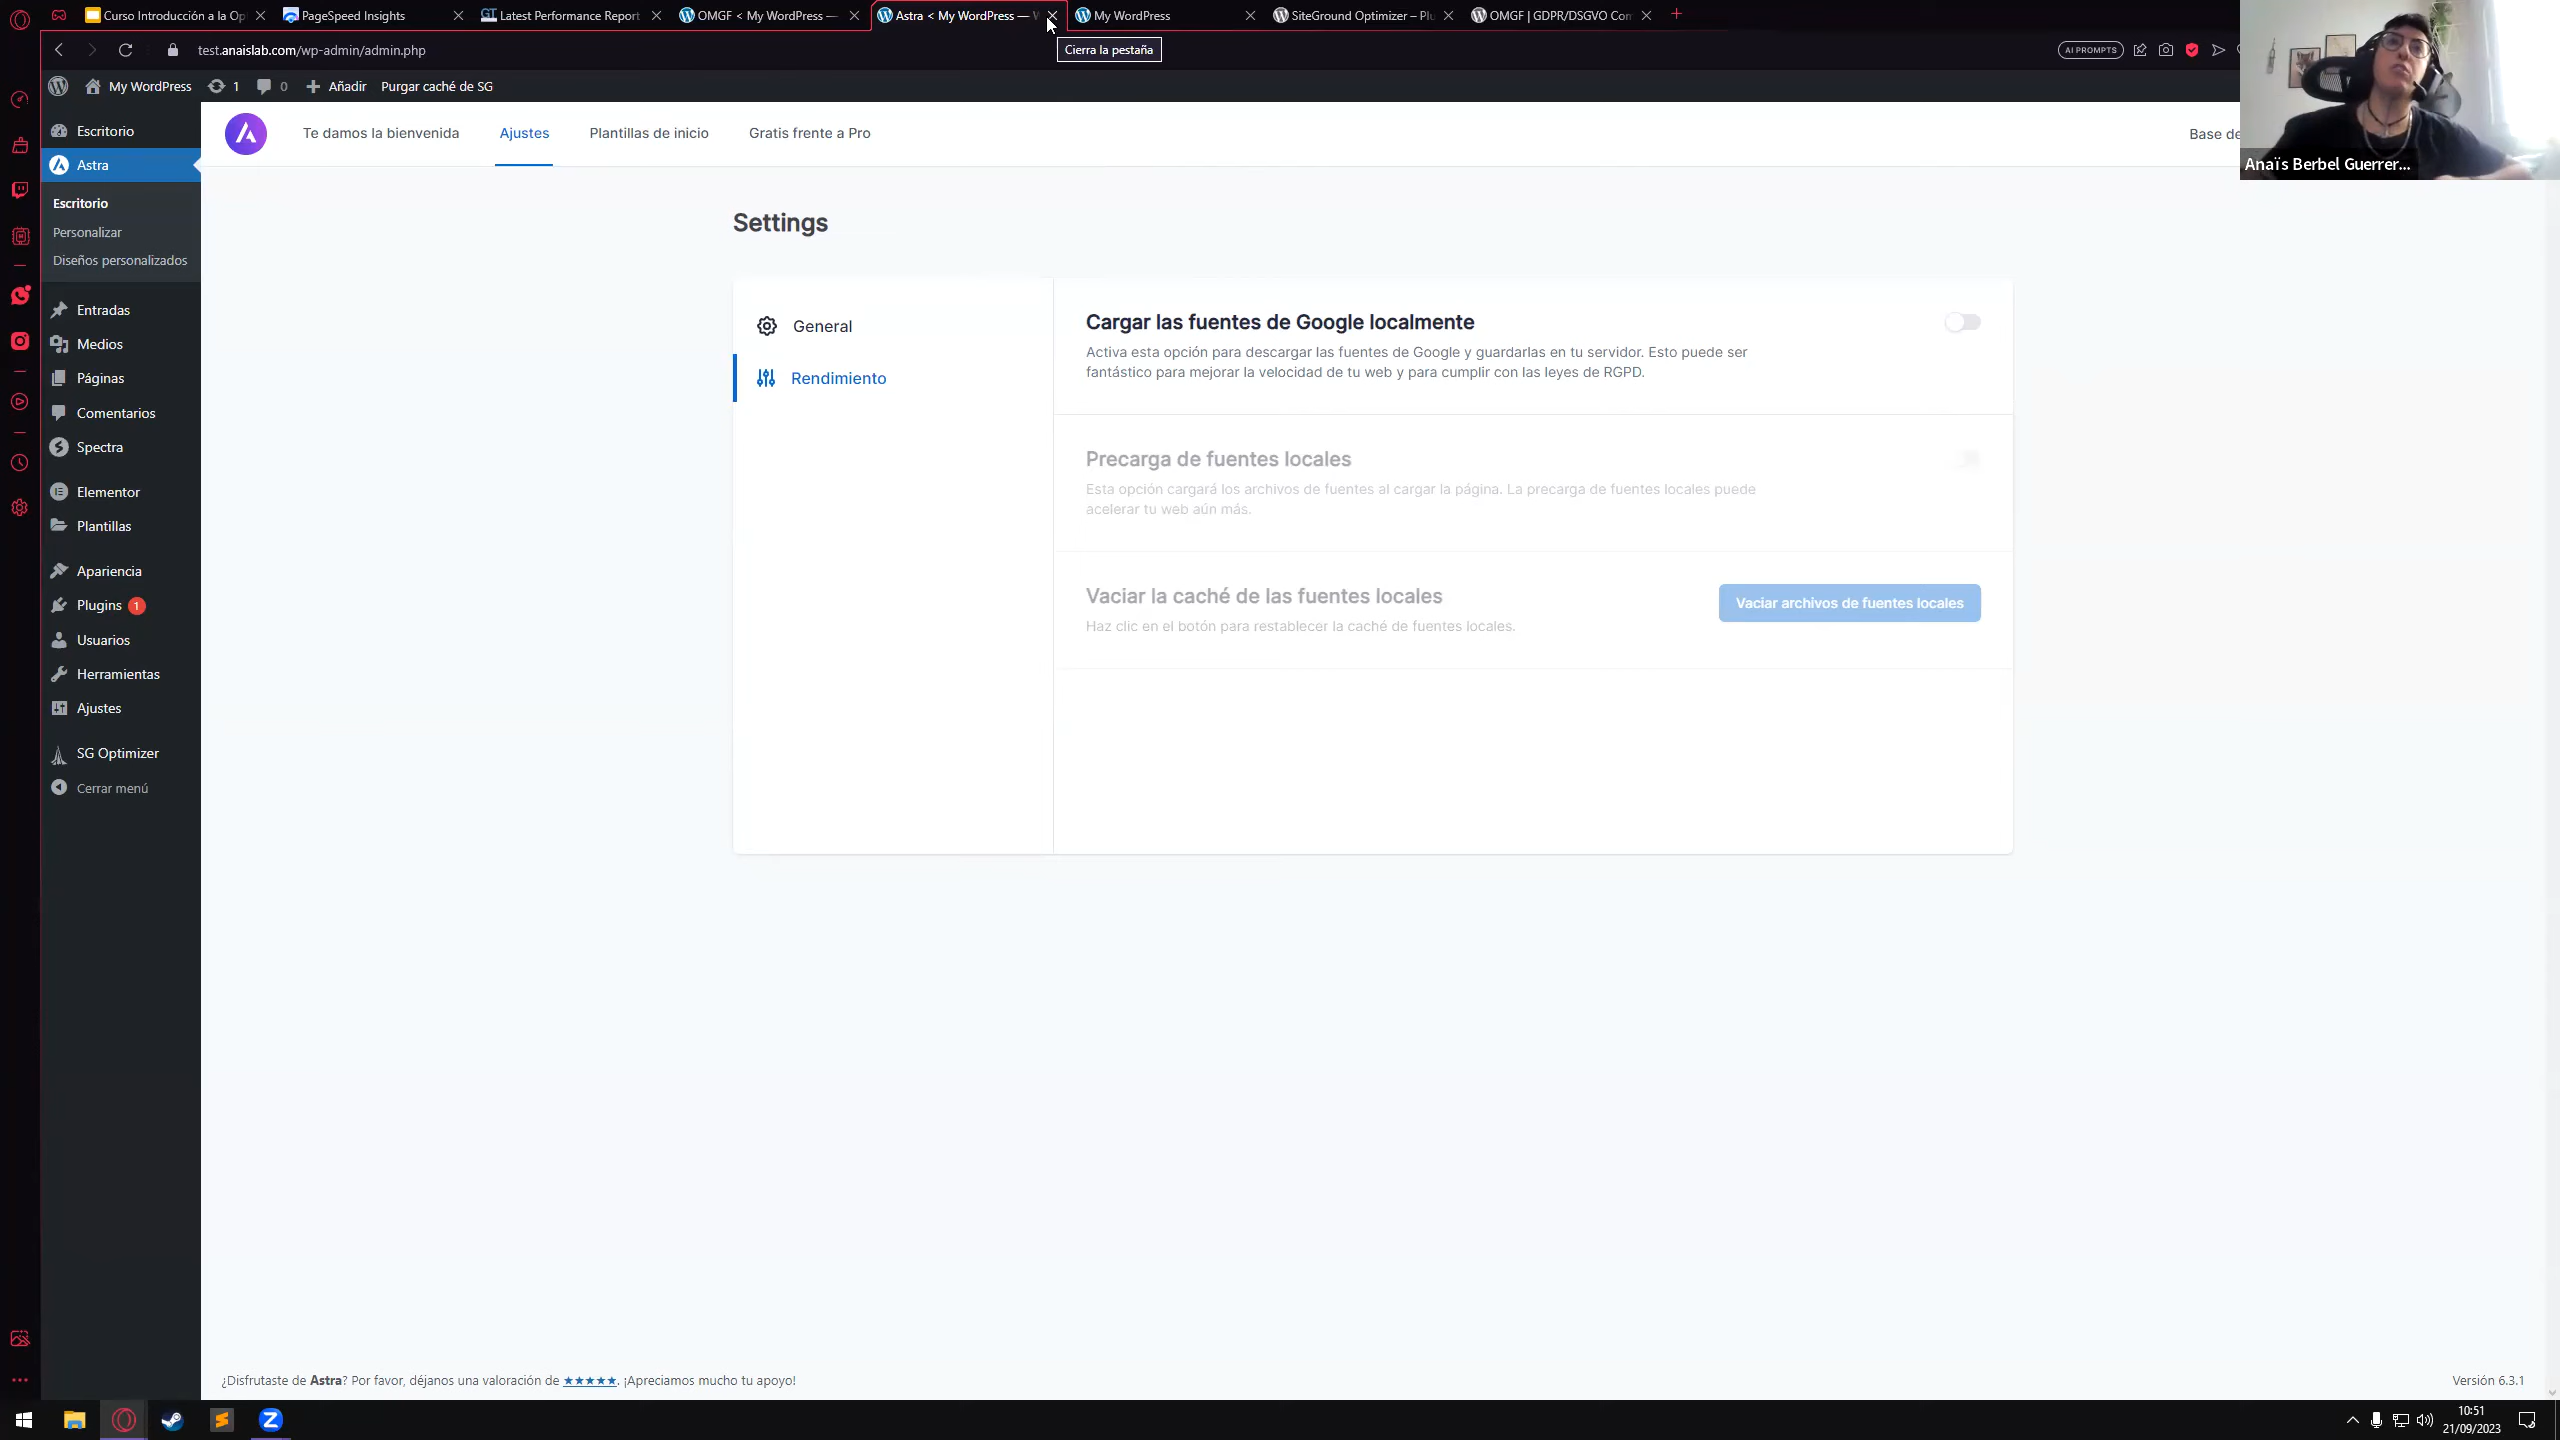 Curso Introducción a la Op
PageSpeed Insights
GT Latest Performance Report
OMGF < My WordPress —
Astra < My WordPress — W
My WordPress
SiteGround Optimizer – Plu
OMGF | GDPR/DSGVO Com
Cierra la pestaña
test.anaislab.com/wp-admin/admin.php
AI PROMPTS
My WordPress
1
0
Añadir
Purgar caché de SG
Escritorio
Astra
Escritorio
Personalizar
Diseños personalizados
Entradas
Medios
Páginas
Comentarios
Spectra
Elementor
Plantillas
Apariencia
Plugins 1
Usuarios
Herramientas
Ajustes
SG Optimizer
Cerrar menú
Te damos la bienvenida
Ajustes
Plantillas de inicio
Gratis frente a Pro
Base de
Anaïs Berbel Guerrer...
Settings
General
Rendimiento
Cargar las fuentes de Google localmente
Activa esta opción para descargar las fuentes de Google y guardarlas en tu servidor. Esto puede ser
fantástico para mejorar la velocidad de tu web y para cumplir con las leyes de RGPD.
Precarga de fuentes locales
Esta opción cargará los archivos de fuentes al cargar la página. La precarga de fuentes locales puede
acelerar tu web aún más.
Vaciar la caché de las fuentes locales
Haz clic en el botón para restablecer la caché de fuentes locales.
Vaciar archivos de fuentes locales
¿Disfrutaste de Astra? Por favor, déjanos una valoración de ★★★★★. ¡Apreciamos mucho tu apoyo!
Versión 6.3.1
10:51
21/09/2023